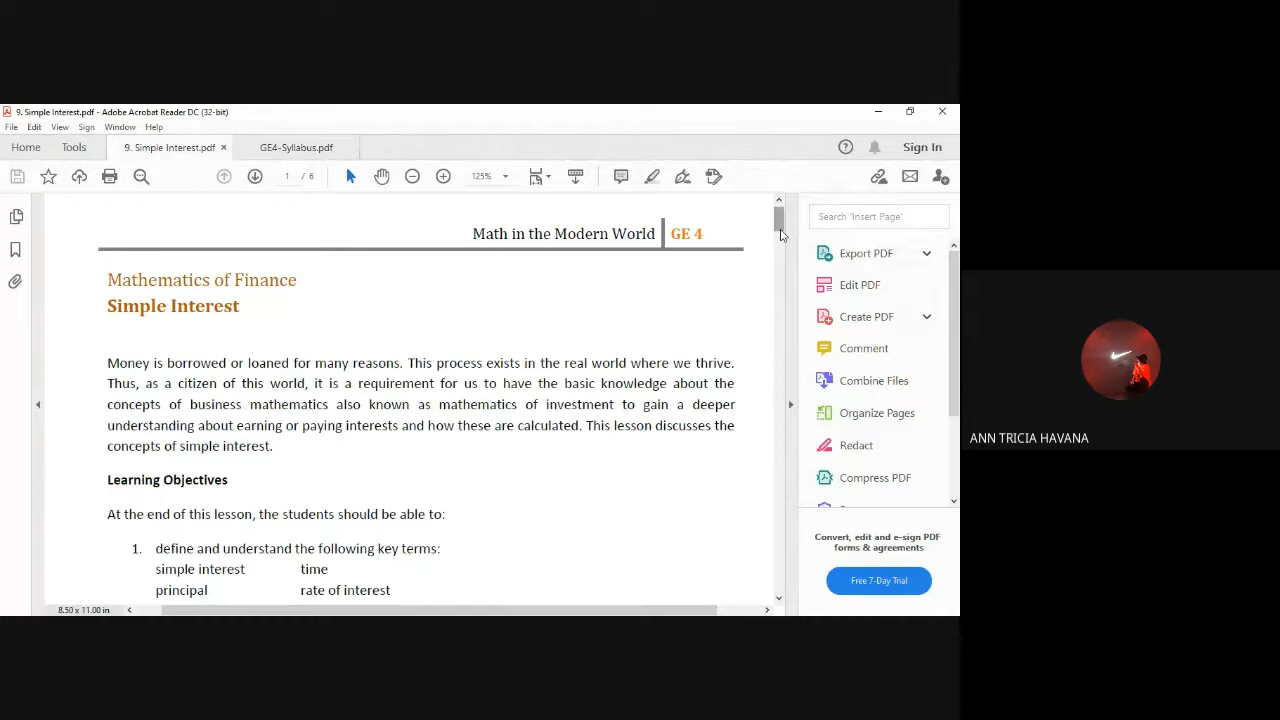 9. Simple Interest.pdf - Adobe Acrobat Reader DC (32-bit)
File Edit View Sign Window Help
Home Tools 9. Simple Interest.pdf × GE4-Syllabus.pdf Sign In
1 / 6 125%
Math in the Modern World GE 4
Mathematics of Finance
Simple Interest
Money is borrowed or loaned for many reasons. This process exists in the real world where we thrive.
Thus, as a citizen of this world, it is a requirement for us to have the basic knowledge about the
concepts of business mathematics also known as mathematics of investment to gain a deeper
understanding about earning or paying interests and how these are calculated. This lesson discusses the
concepts of simple interest.
Learning Objectives
At the end of this lesson, the students should be able to:
1. define and understand the following key terms:
simple interest time
principal rate of interest
8.50 x 11.00 in
Search 'Insert Page'
Export PDF
Edit PDF
Create PDF
Comment
Combine Files
Organize Pages
Redact
Compress PDF
Convert, edit and e-sign PDF
forms & agreements
Free 7-Day Trial
ANN TRICIA HAVANA